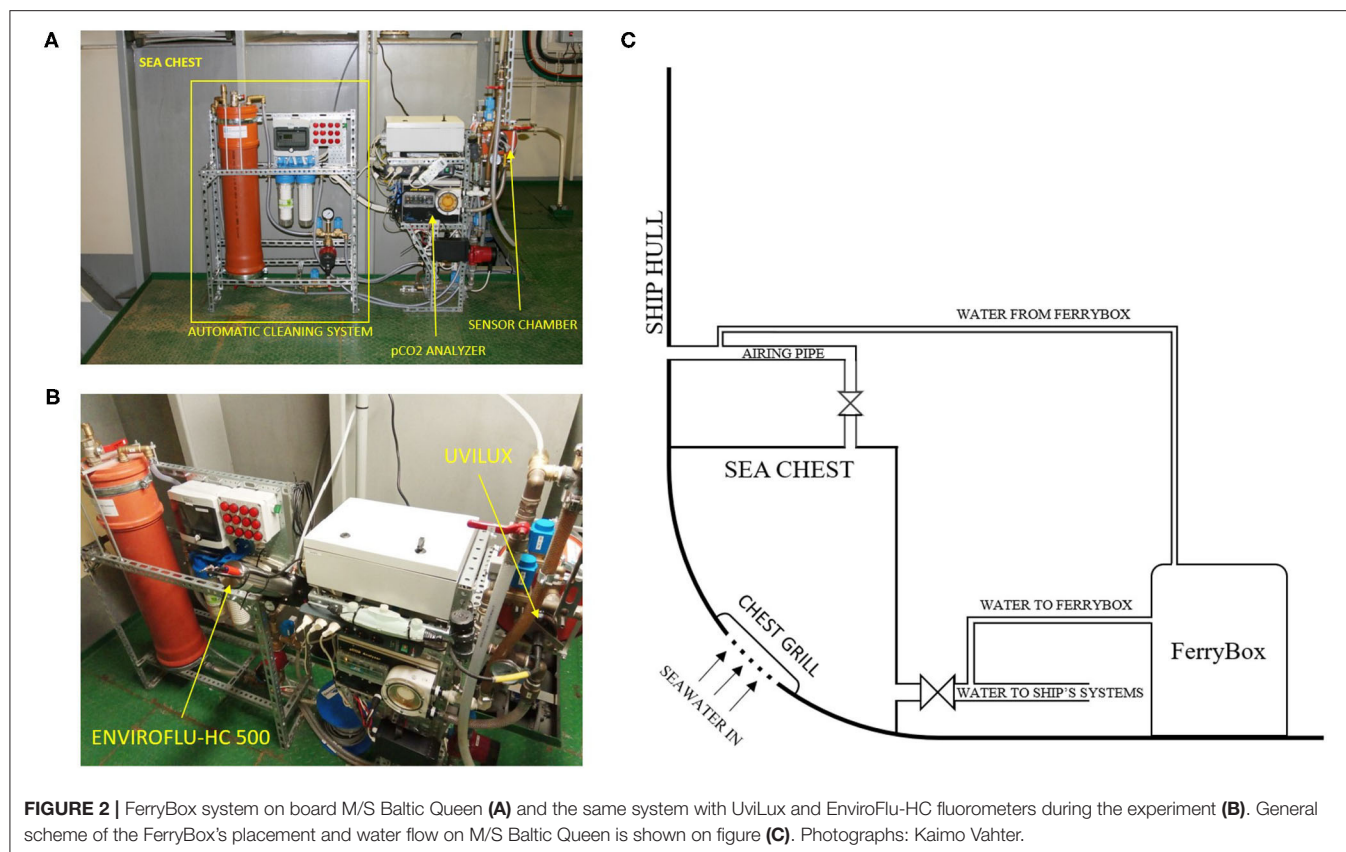 A
SEA CHEST
AUTOMATIC CLEANING SYSTEM
SENSOR CHAMBER
pCO2 ANALYZER
B
UVILUX
ENVIROFLU-HC 500
C
SHIP HULL
WATER FROM FERRYBOX
AIRING PIPE
SEA CHEST
CHEST GRILL
SEAWATER IN
WATER TO FERRYBOX
FerryBox
WATER TO SHIP'S SYSTEMS
FIGURE 2 | FerryBox system on board M/S Baltic Queen (A) and the same system with UviLux and EnviroFlu-HC fluorometers during the experiment (B). General
scheme of the FerryBox's placement and water flow on M/S Baltic Queen is shown on figure (C). Photographs: Kaimo Vahter.